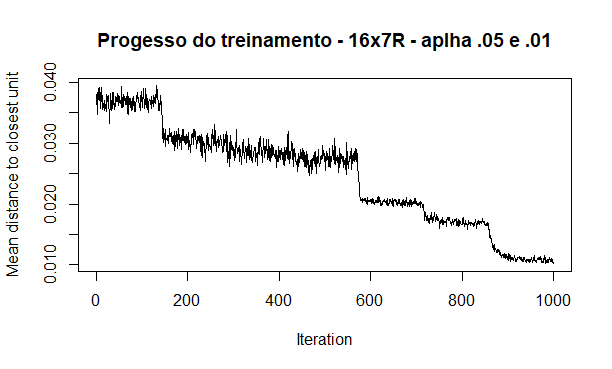 Progesso do treinamento - 16x7R - aplha .05 e .01
Mean distance to closest unit
0.040
0.030
0.020
0.010
0 200 400 600 800 1000
Iteration